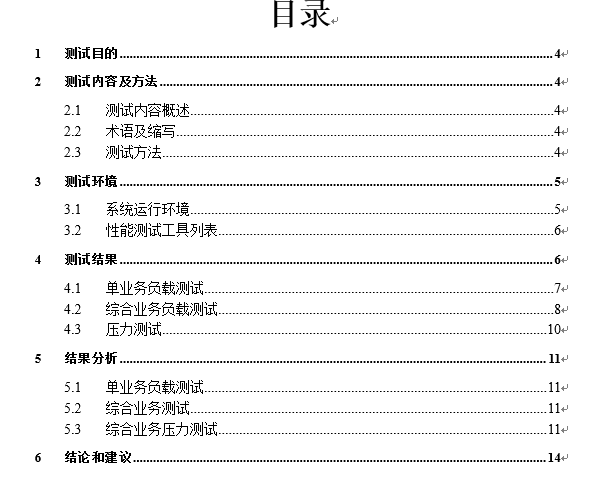 目录
1 测试目的 4
2 测试内容及方法 4
2.1 测试内容概述 4
2.2 术语及缩写 4
2.3 测试方法 4
3 测试环境 5
3.1 系统运行环境 5
3.2 性能测试工具列表 6
4 测试结果 6
4.1 单业务负载测试 7
4.2 综合业务负载测试 8
4.3 压力测试 10
5 结果分析 11
5.1 单业务负载测试 11
5.2 综合业务测试 11
5.3 综合业务压力测试 11
6 结论和建议 14